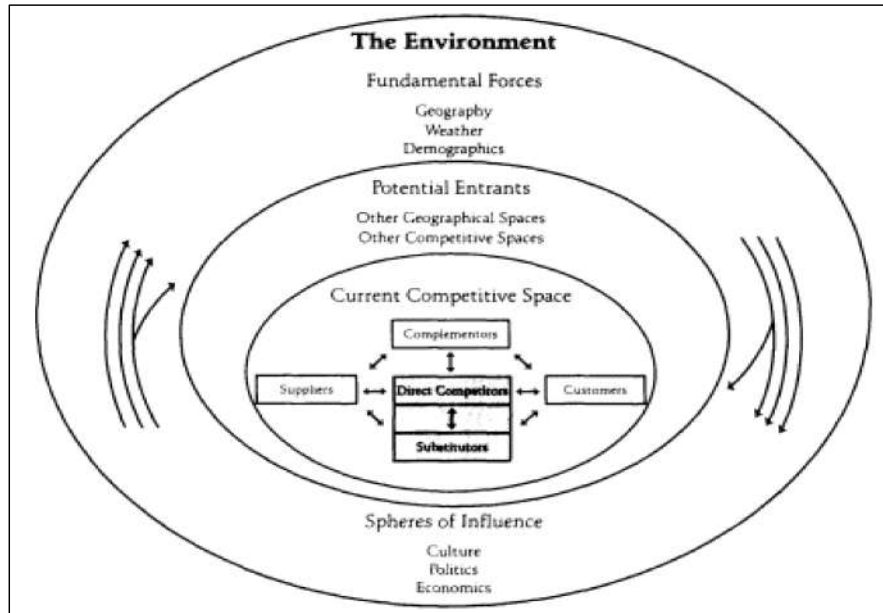 The Environment
Fundamental Forces
Geography
Weather
Demographics
Potential Entrants
Other Geographical Spaces
Other Competitive Spaces
Current Competitive Space
Complementors
Suppliers
Direct Competitors
Customers
Substitutors
Spheres of Influence
Culture
Politics
Economics